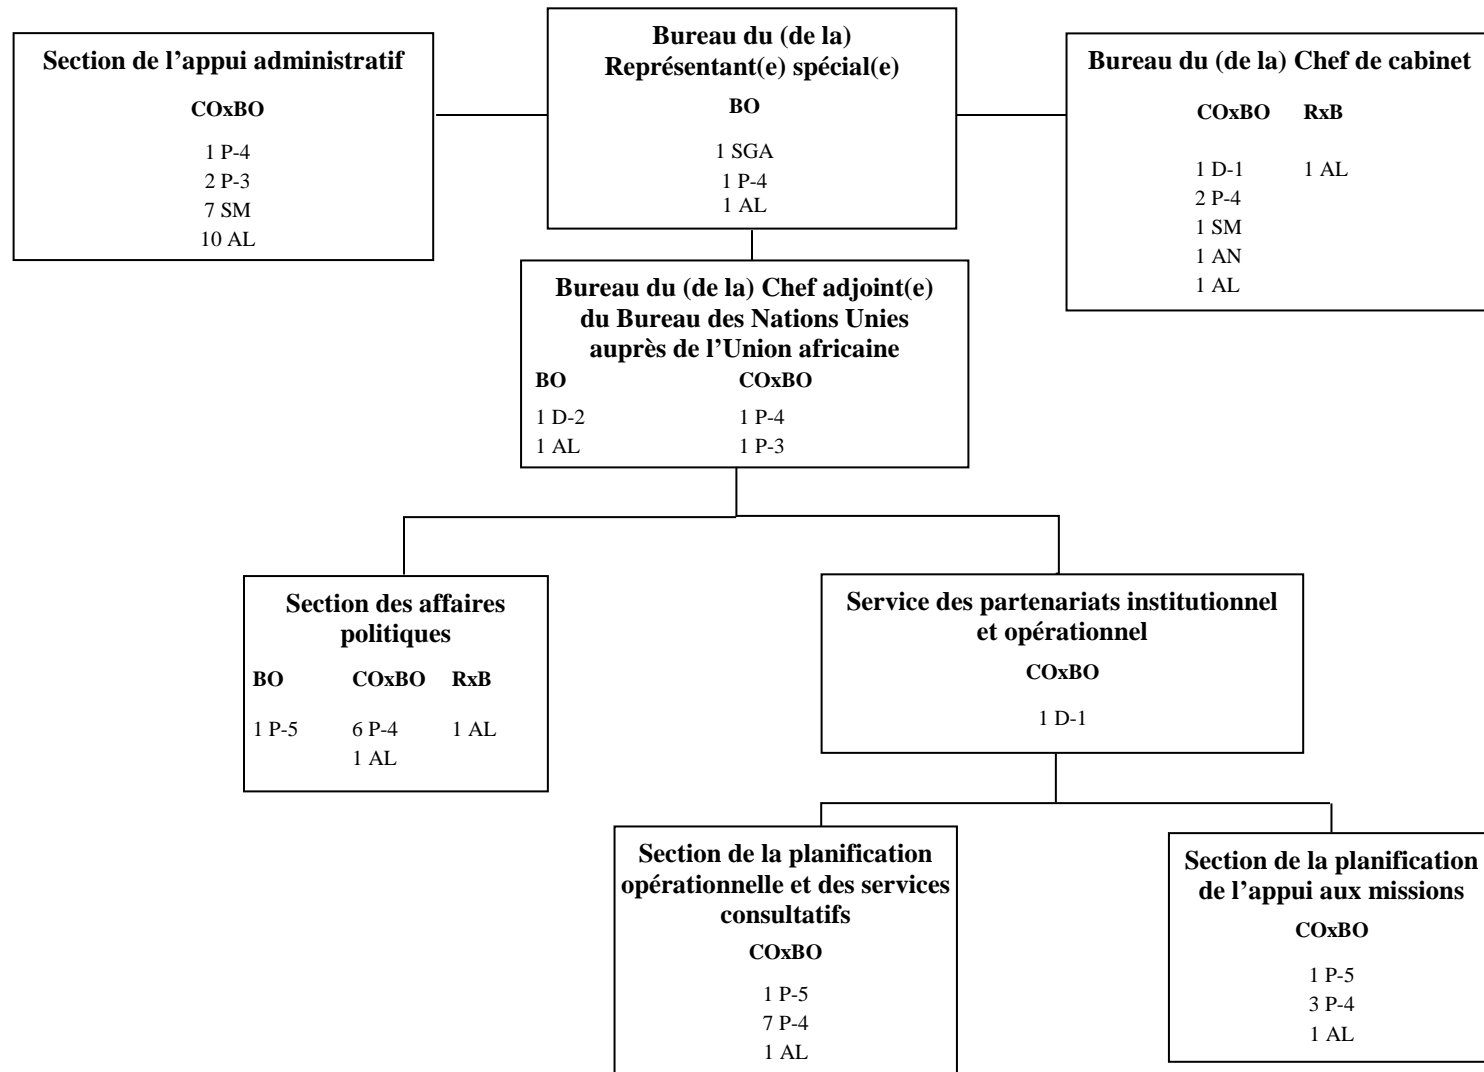 Section de l’appui administratif
COxBO
1 P-4
2 P-3
7 SM
10 AL
Bureau du (de la)
Représentant(e) spécial(e)
BO
1 SGA
1 P-4
1 AL
Bureau du (de la) Chef de cabinet
COxBO RxB
1 D-1 1 AL
2 P-4
1 SM
1 AN
1 AL
Bureau du (de la) Chef adjoint(e)
du Bureau des Nations Unies
auprès de l’Union africaine
BO COxBO
1 D-2 1 P-4
1 AL 1 P-3
Section des affaires
politiques
BO COxBO RxB
1 P-5 6 P-4 1 AL
1 AL
Service des partenariats institutionnel
et opérationnel
COxBO
1 D-1
Section de la planification
opérationnelle et des services
consultatifs
COxBO
1 P-5
7 P-4
1 AL
Section de la planification
de l’appui aux missions
COxBO
1 P-5
3 P-4
1 AL